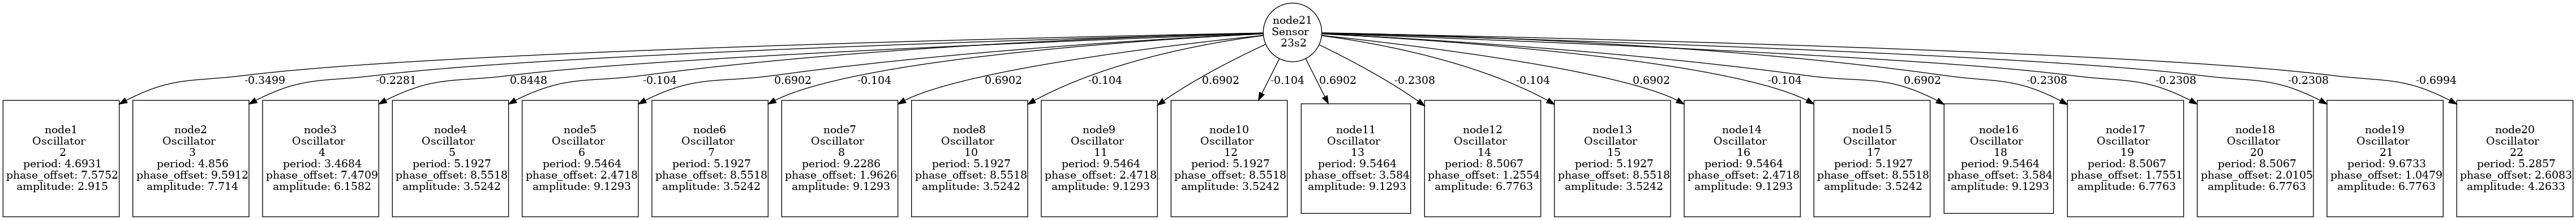 node21
Sensor
23s2
-0.3499
-0.2281
0.8448
-0.104
0.6902
-0.104
0.6902
-0.104
0.6902
-0.104
0.6902
-0.2308
-0.104
0.6902
-0.104
0.6902
-0.2308
-0.2308
-0.2308
-0.6994
node1
Oscillator
2
period: 4.6931
phase_offset: 7.5752
amplitude: 2.915
node2
Oscillator
3
period: 4.856
phase_offset: 9.5912
amplitude: 7.714
node3
Oscillator
4
period: 3.4684
phase_offset: 7.4709
amplitude: 6.1582
node4
Oscillator
5
period: 5.1927
phase_offset: 8.5518
amplitude: 3.5242
node5
Oscillator
6
period: 9.5464
phase_offset: 2.4718
amplitude: 9.1293
node6
Oscillator
7
period: 5.1927
phase_offset: 8.5518
amplitude: 3.5242
node7
Oscillator
8
period: 9.2286
phase_offset: 1.9626
amplitude: 9.1293
node8
Oscillator
10
period: 5.1927
phase_offset: 8.5518
amplitude: 3.5242
node9
Oscillator
11
period: 9.5464
phase_offset: 2.4718
amplitude: 9.1293
node10
Oscillator
12
period: 5.1927
phase_offset: 8.5518
amplitude: 3.5242
node11
Oscillator
13
period: 9.5464
phase_offset: 3.584
amplitude: 9.1293
node12
Oscillator
14
period: 8.5067
phase_offset: 1.2554
amplitude: 6.7763
node13
Oscillator
15
period: 5.1927
phase_offset: 8.5518
amplitude: 3.5242
node14
Oscillator
16
period: 9.5464
phase_offset: 2.4718
amplitude: 9.1293
node15
Oscillator
17
period: 5.1927
phase_offset: 8.5518
amplitude: 3.5242
node16
Oscillator
18
period: 9.5464
phase_offset: 3.584
amplitude: 9.1293
node17
Oscillator
19
period: 8.5067
phase_offset: 1.7551
amplitude: 6.7763
node18
Oscillator
20
period: 8.5067
phase_offset: 2.0105
amplitude: 6.7763
node19
Oscillator
21
period: 9.6733
phase_offset: 1.0479
amplitude: 6.7763
node20
Oscillator
22
period: 5.2857
phase_offset: 2.6083
amplitude: 4.2633